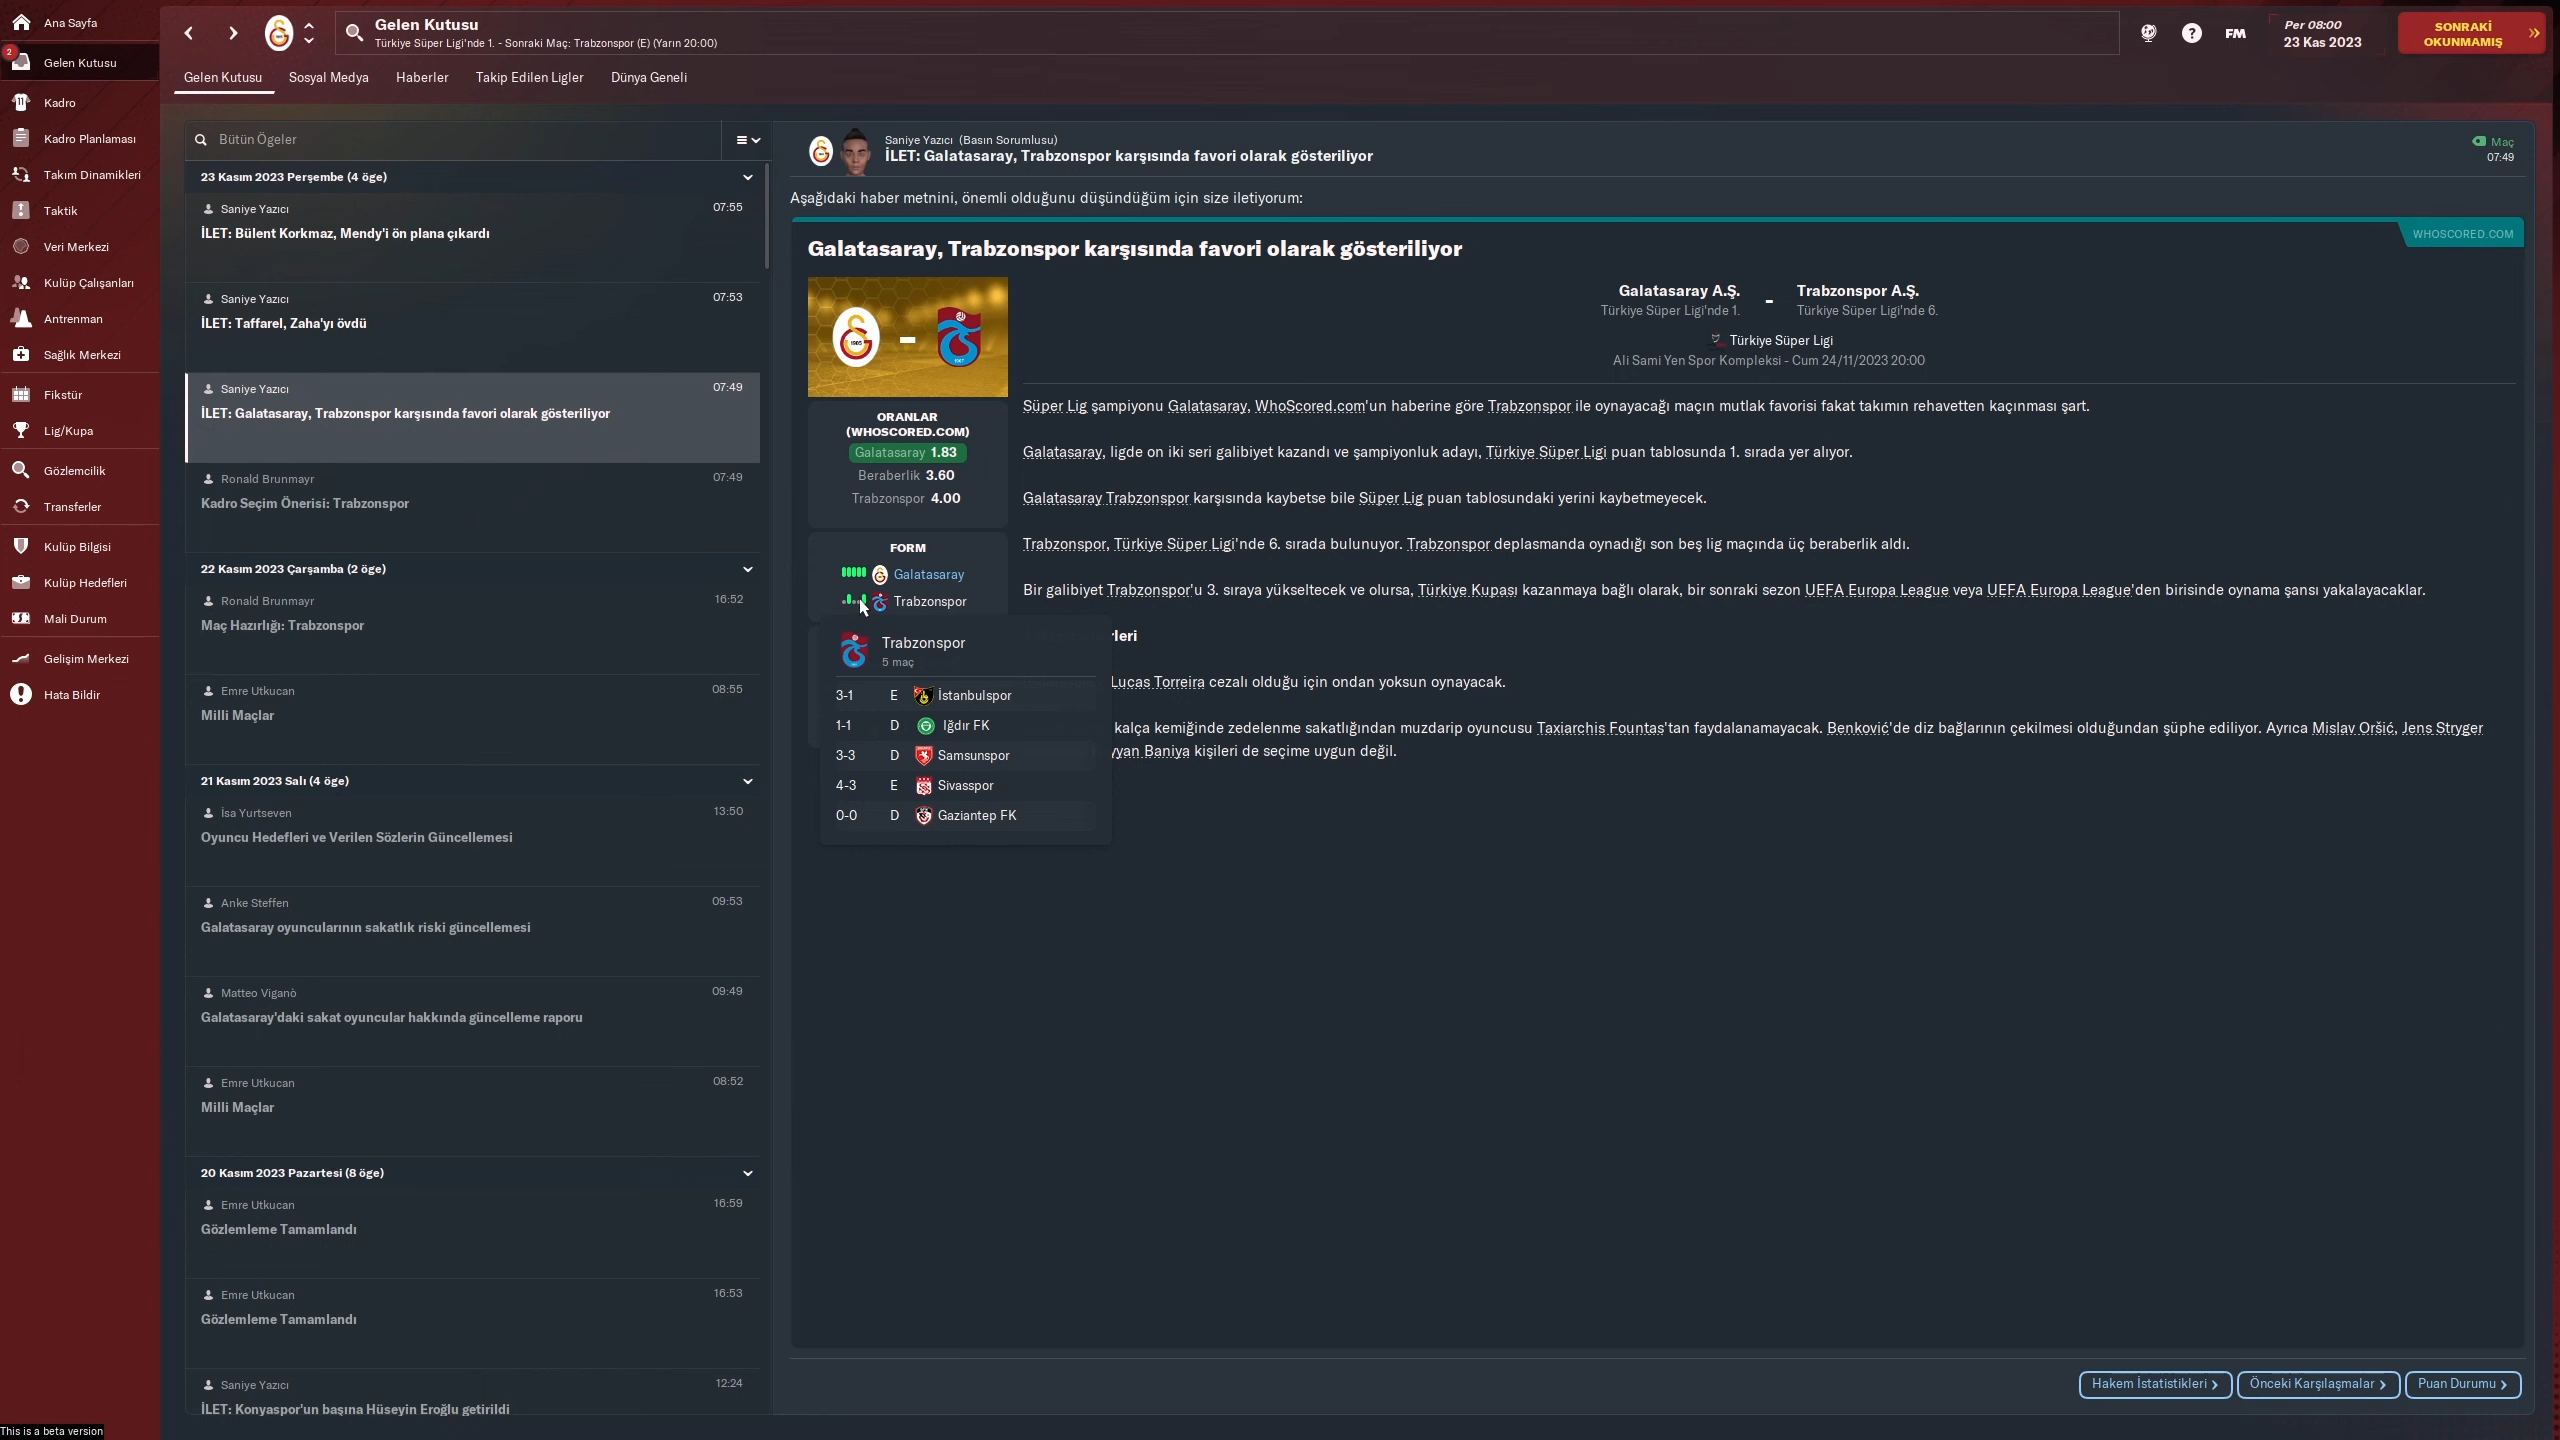 Ana Sayfa
2
Gelen Kutusu
Kadro
Kadro Planlaması
Takım Dinamikleri
Taktik
Veri Merkezi
Kulüp Çalışanları
Antrenman
Sağlık Merkezi
Fikstür
Lig/Kupa
Gözlemcilik
Transferler
Kulüp Bilgisi
Kulüp Hedefleri
Mali Durum
Gelişim Merkezi
Hata Bildir
This is a beta version
Gelen Kutusu
Türkiye Süper Ligi'nde 1. - Sonraki Maç: Trabzonspor (E) (Yarın 20:00)
FM
Per 08:00
23 Kas 2023
SONRAKİ
OKUNMAMIŞ
Gelen Kutusu Sosyal Medya Haberler Takip Edilen Ligler Dünya Geneli
Bütün Ögeler
23 Kasım 2023 Perşembe (4 öge)
Saniye Yazıcı 07:55
İLET: Bülent Korkmaz, Mendy'i ön plana çıkardı
Saniye Yazıcı 07:53
İLET: Taffarel, Zaha'yı övdü
Saniye Yazıcı 07:49
İLET: Galatasaray, Trabzonspor karşısında favori olarak gösteriliyor
Ronald Brunmayr 07:49
Kadro Seçim Önerisi: Trabzonspor
22 Kasım 2023 Çarşamba (2 öge)
Ronald Brunmayr 16:52
Maç Hazırlığı: Trabzonspor
Emre Utkucan 08:55
Milli Maçlar
21 Kasım 2023 Salı (4 öge)
İsa Yurtseven 13:50
Oyuncu Hedefleri ve Verilen Sözlerin Güncellemesi
Anke Steffen 09:53
Galatasaray oyuncularının sakatlık riski güncellemesi
Matteo Viganò 09:49
Galatasaray'daki sakat oyuncular hakkında güncelleme raporu
Emre Utkucan 08:52
Milli Maçlar
20 Kasım 2023 Pazartesi (8 öge)
Emre Utkucan 16:59
Gözlemleme Tamamlandı
Emre Utkucan 16:53
Gözlemleme Tamamlandı
Saniye Yazıcı 12:24
İLET: Konyaspor'un başına Hüseyin Eroğlu getirildi
Saniye Yazıcı (Basın Sorumlusu)
İLET: Galatasaray, Trabzonspor karşısında favori olarak gösteriliyor
Maç
07:49
Aşağıdaki haber metnini, önemli olduğunu düşündüğüm için size iletiyorum:
WHOSCORED.COM
Galatasaray, Trabzonspor karşısında favori olarak gösteriliyor
Galatasaray A.Ş. - Trabzonspor A.Ş.
Türkiye Süper Ligi'nde 1. Türkiye Süper Ligi'nde 6.
Türkiye Süper Ligi
Ali Sami Yen Spor Kompleksi - Cum 24/11/2023 20:00
ORANLAR
(WHOSCORED.COM)
Galatasaray 1.83
Beraberlik 3.60
Trabzonspor 4.00
FORM
Galatasaray
Trabzonspor
Trabzonspor
5 maç
3-1 E İstanbulspor
1-1 D Iğdır FK
3-3 D Samsunspor
4-3 E Sivasspor
0-0 D Gaziantep FK
Süper Lig şampiyonu Galatasaray, WhoScored.com'un haberine göre Trabzonspor ile oynayacağı maçın mutlak favorisi fakat takımın rehavetten kaçınması şart.
Galatasaray, ligde on iki seri galibiyet kazandı ve şampiyonluk adayı, Türkiye Süper Ligi puan tablosunda 1. sırada yer alıyor.
Galatasaray Trabzonspor karşısında kaybetse bile Süper Lig puan tablosundaki yerini kaybetmeyecek.
Trabzonspor, Türkiye Süper Ligi'nde 6. sırada bulunuyor. Trabzonspor deplasmanda oynadığı son beş lig maçında üç beraberlik aldı.
Bir galibiyet Trabzonspor'u 3. sıraya yükseltecek ve olursa, Türkiye Kupası kazanmaya bağlı olarak, bir sonraki sezon UEFA Europa League veya UEFA Europa League'den birisinde oynama şansı yakalayacaklar.
leri
Lucas Torreira cezalı olduğu için ondan yoksun oynayacak.
kalça kemiğinde zedelenme sakatlığından muzdarip oyuncusu Taxiarchis Fountas'tan faydalanamayacak. Benković'de diz bağlarının çekilmesi olduğundan şüphe ediliyor. Ayrıca Mislav Oršić, Jens Stryger
yyan Baniya kişileri de seçime uygun değil.
Hakem İstatistikleri Önceki Karşılaşmalar Puan Durumu